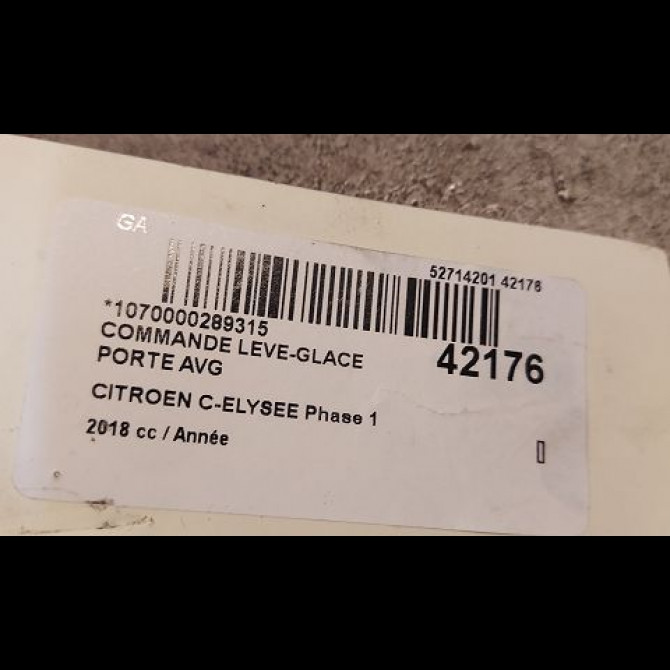 GA
52714201 42176
*1070000289315
COMMANDE LEVE-GLACE
PORTE AVG
42176
CITROEN C-ELYSEE Phase 1
2018 cc / Année